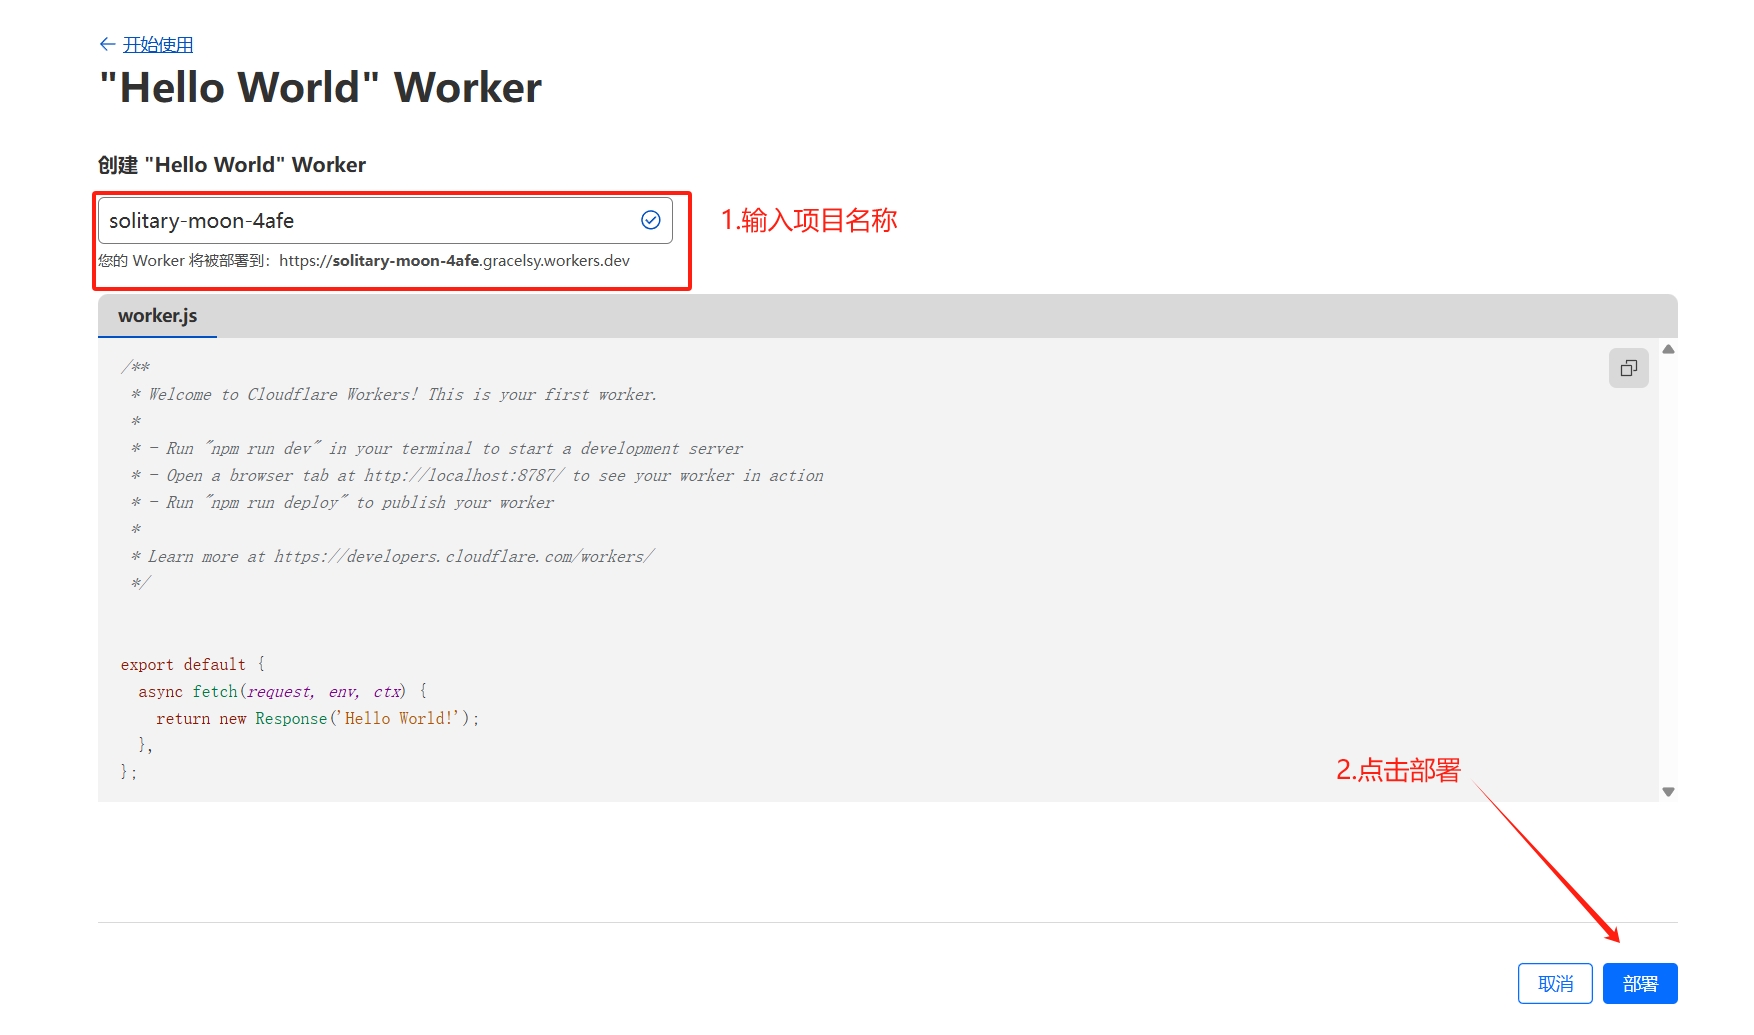 ← 开始使用
"Hello World" Worker
创建 "Hello World" Worker
solitary-moon-4afe
1.输入项目名称
您的 Worker 将被部署到：https://solitary-moon-4afe.gracelsy.workers.dev
worker.js
/**
* Welcome to Cloudflare Workers! This is your first worker.
*
* - Run "npm run dev" in your terminal to start a development server
* - Open a browser tab at http://localhost:8787/ to see your worker in action
* - Run "npm run deploy" to publish your worker
*
* Learn more at https://developers.cloudflare.com/workers/
*/
export default {
async fetch(request, env, ctx) {
return new Response('Hello World!');
},
};
2.点击部署
取消
部署